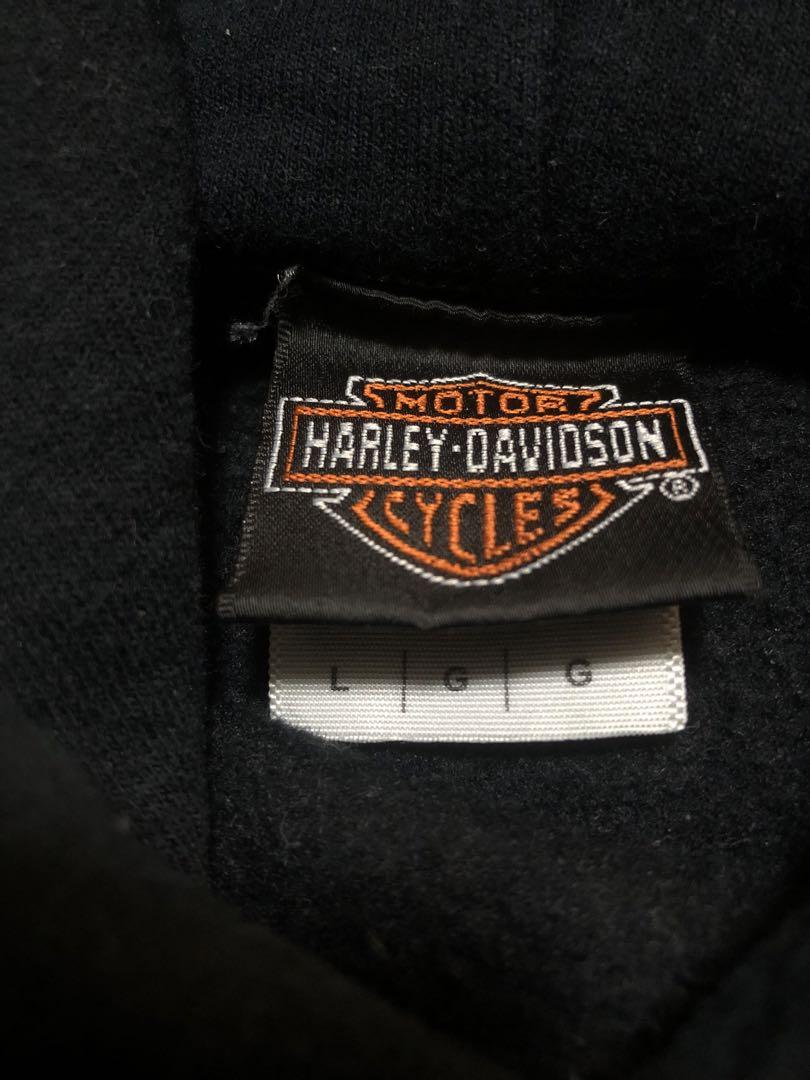 MOTOR
HARLEY-DAVIDSON
CYCLES
®
L | G | G